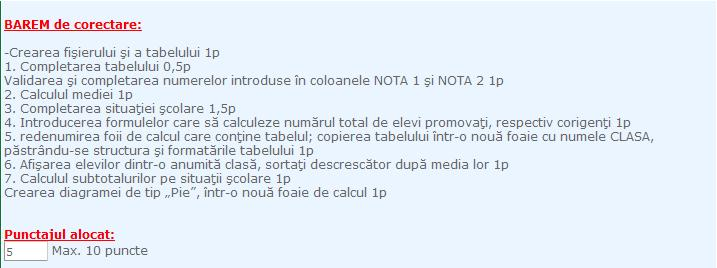 BAREM de corectare:
-Crearea fişierului şi a tabelului 1p
1. Completarea tabelului 0,5p
Validarea şi completarea numerelor introduse în coloanele NOTA 1 şi NOTA 2 1p
2. Calculul mediei 1p
3. Completarea situaţiei şcolare 1,5p
4. Introducerea formulelor care să calculeze numărul total de elevi promovaţi, respectiv corigenţi 1p
5. redenumirea foii de calcul care conţine tabelul; copierea tabelului într-o nouă foaie cu numele CLASA,
păstrându-se structura şi formatările tabelului 1p
6. Afişarea elevilor dintr-o anumită clasă, sortaţi descrescător după media lor 1p
7. Calculul subtotalurilor pe situaţii şcolare 1p
Crearea diagramei de tip „Pie”, într-o nouă foaie de calcul 1p
Punctajul alocat:
5 Max. 10 puncte